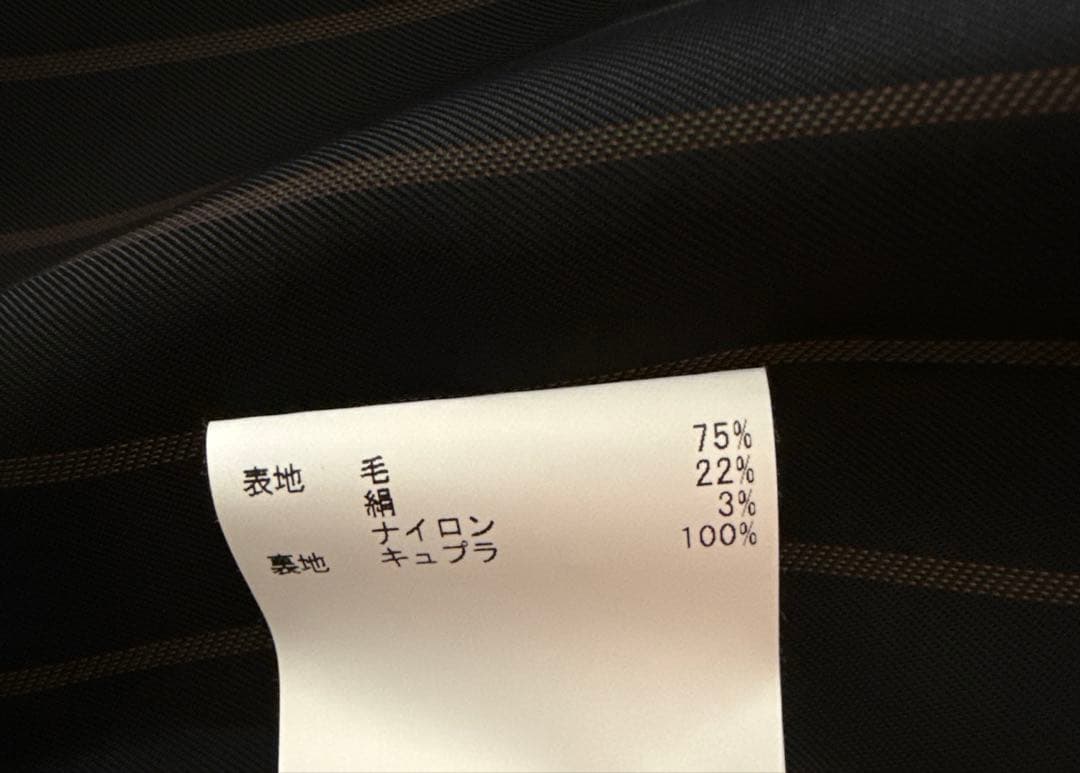 表地 毛 75%
絹 22%
ナイロン 3%
裏地 キュプラ 100%